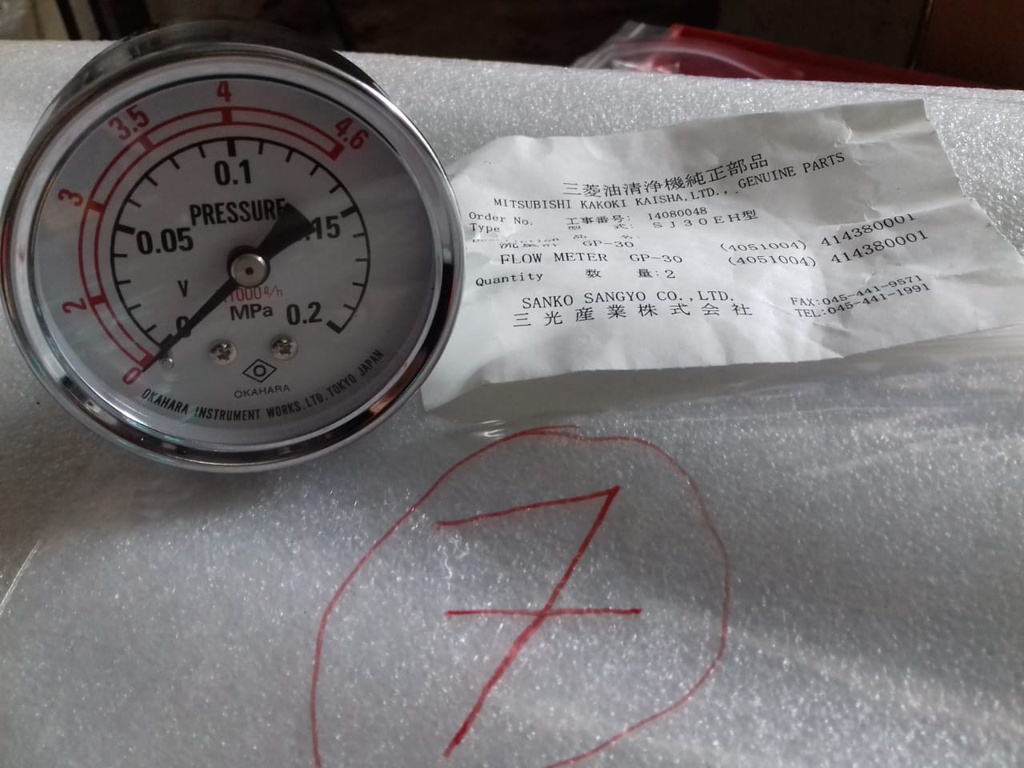 0
2
3
3.5
4
4.6
0
0.05
0.1
15
0.2
PRESSURE
V
×1000ℓ/h
MPa
OKAHARA
OKAHARA INSTRUMENT WORKS.LTD.TOKYO JAPAN
三菱油清浄機純正部品
MITSUBISHI KAKOKI KAISHA,LTD., GENUINE PARTS
Order No. 工事番号: 14080048
Type 型 式: SJ30EH型
GP-30 (4051004) 414380001
FLOW METER GP-30 (4051004) 414380001
Quantity 数 量: 2
SANKO SANGYO CO.,LTD. FAX:045-441-9571
三光産業株式会社 TEL:045-441-1991
7